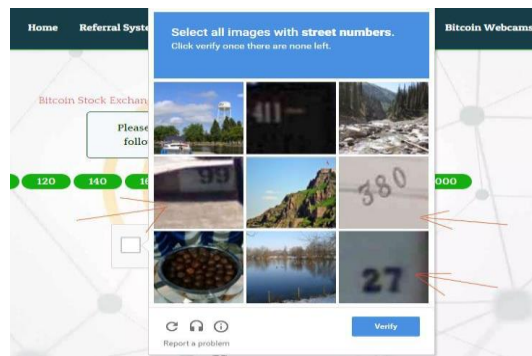 Home Referral Syste
Bitcoin Webcams
Select all images with street numbers.
Click verify once there are none left.
Bitcoin Stock Exchan
Please
follo
120 140 1
000
99
380
27
Report a problem
Verify